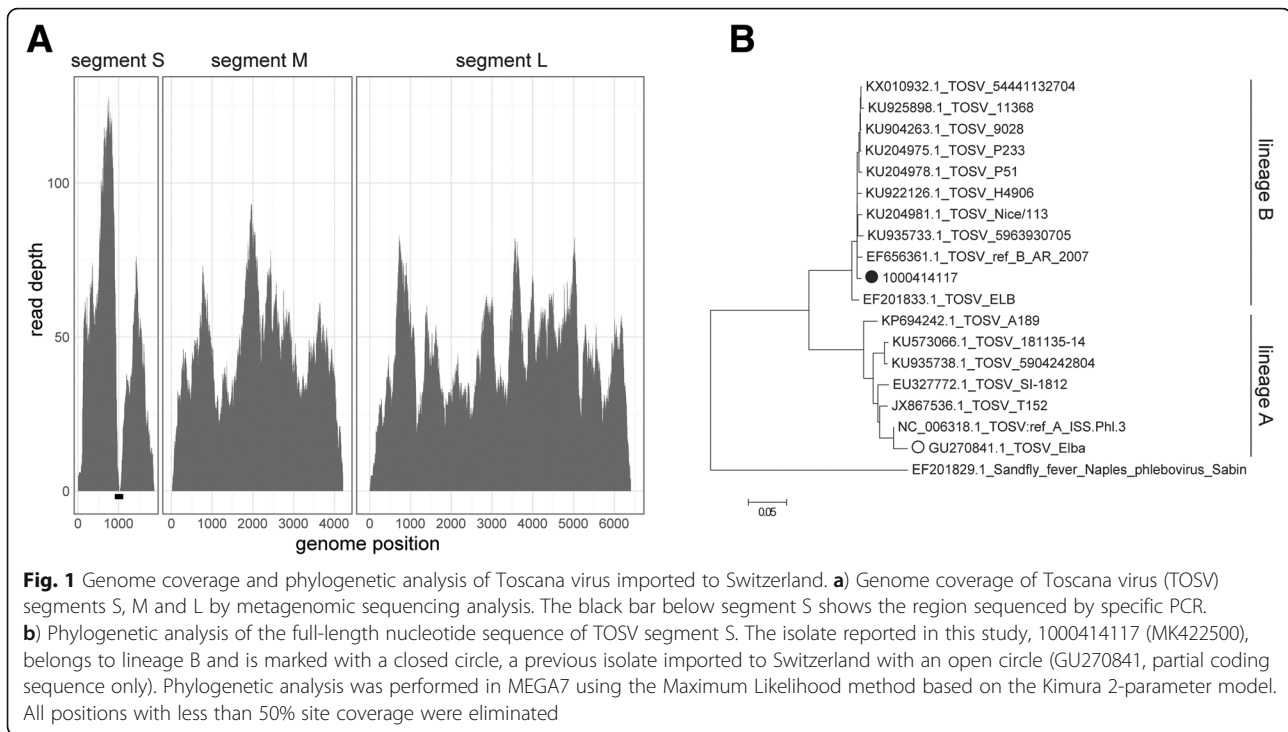 A
segment S
segment M
segment L
read depth
100
50
0
0 1000
0 1000 2000 3000 4000
0 1000 2000 3000 4000 5000 6000
genome position
B
KX010932.1_TOSV_54441132704
KU925898.1_TOSV_11368
KU904263.1_TOSV_9028
KU204975.1_TOSV_P233
KU204978.1_TOSV_P51
KU922126.1_TOSV_H4906
KU204981.1_TOSV_Nice/113
KU935733.1_TOSV_5963930705
EF656361.1_TOSV_ref_B_AR_2007
1000414117
EF201833.1_TOSV_ELB
KP694242.1_TOSV_A189
KU573066.1_TOSV_181135-14
KU935738.1_TOSV_5904242804
EU327772.1_TOSV_SI-1812
JX867536.1_TOSV_T152
NC_006318.1_TOSV:ref_A_ISS.Phl.3
GU270841.1_TOSV_Elba
EF201829.1_Sandfly_fever_Naples_phlebovirus_Sabin
lineage B
lineage A
0.05
Fig. 1 Genome coverage and phylogenetic analysis of Toscana virus imported to Switzerland. a) Genome coverage of Toscana virus (TOSV)
segments S, M and L by metagenomic sequencing analysis. The black bar below segment S shows the region sequenced by specific PCR.
b) Phylogenetic analysis of the full-length nucleotide sequence of TOSV segment S. The isolate reported in this study, 1000414117 (MK422500),
belongs to lineage B and is marked with a closed circle, a previous isolate imported to Switzerland with an open circle (GU270841, partial coding
sequence only). Phylogenetic analysis was performed in MEGA7 using the Maximum Likelihood method based on the Kimura 2-parameter model.
All positions with less than 50% site coverage were eliminated